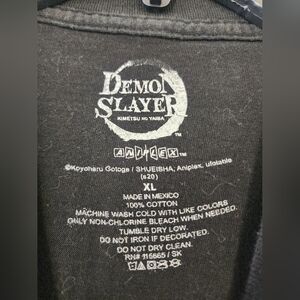 DEMON
SLAYER
KIMETSU NO YAIBA
TM
ANIPLEX
©Koyoharu Gotoge / SHUEISHA, Aniplex, ufotable
(s20)
XL
MADE IN MEXICO
100% COTTON
MACHINE WASH COLD WITH LIKE COLORS
ONLY NON-CHLORINE BLEACH WHEN NEEDED.
TUMBLE DRY LOW.
DO NOT IRON IF DECORATED.
DO NOT DRY CLEAN.
RN# 115665 / SK